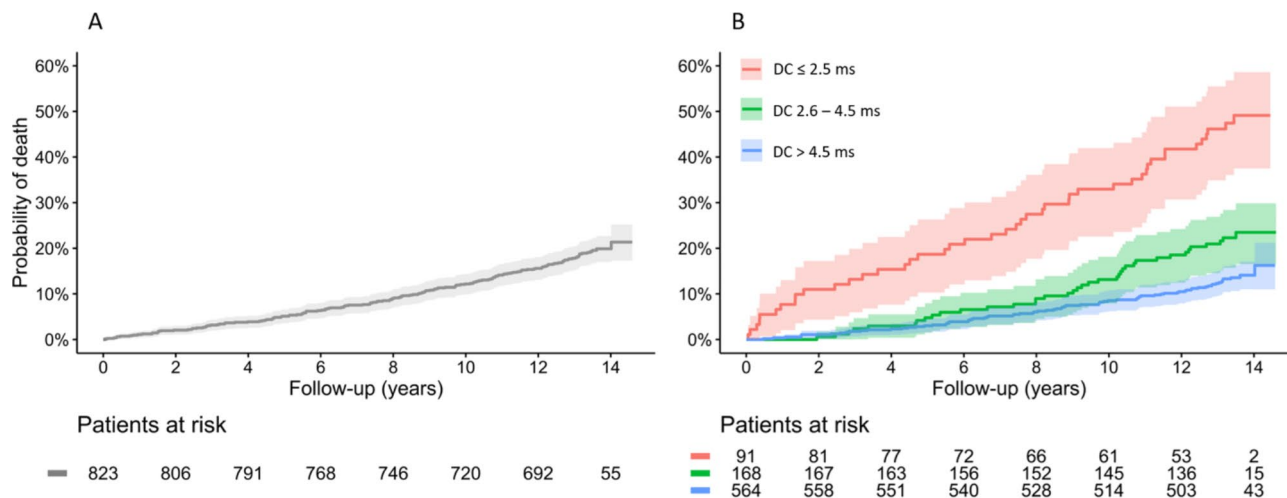 A
60%
50%
40%
30%
20%
10%
0%
Probability of death
0 2 4 6 8 10 12 14
Follow-up (years)
Patients at risk
823 806 791 768 746 720 692 55
B
60%
50%
40%
30%
20%
10%
0%
DC ≤ 2.5 ms
DC 2.6 – 4.5 ms
DC > 4.5 ms
0 2 4 6 8 10 12 14
Follow-up (years)
Patients at risk
91 81 77 72 66 61 53 2
168 167 163 156 152 145 136 15
564 558 551 540 528 514 503 43